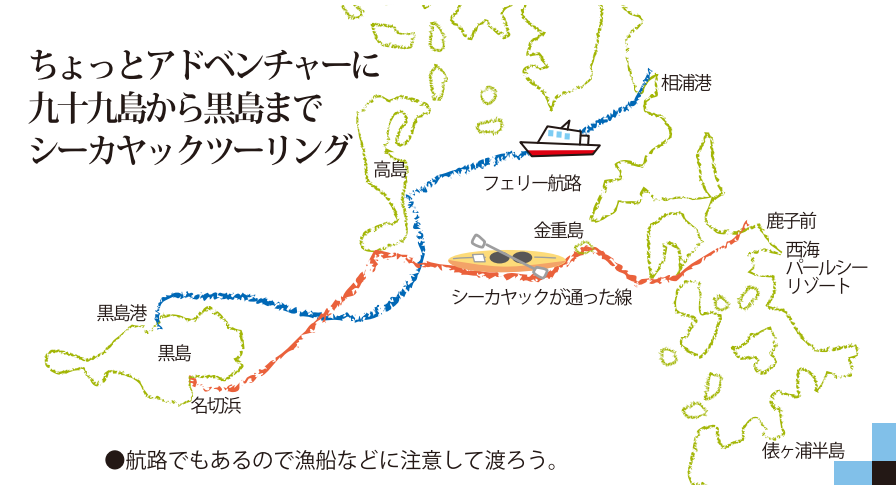 ちょっとアドベンチャーに
九十九島から黒島まで
シーカヤックツーリング
相浦港
高島
フェリー航路
金重島
鹿子前
西海
パールシー
リゾート
シーカヤックが通った線
黒島港
黒島
名切浜
俵ヶ浦半島
●航路でもあるので漁船などに注意して渡ろう。